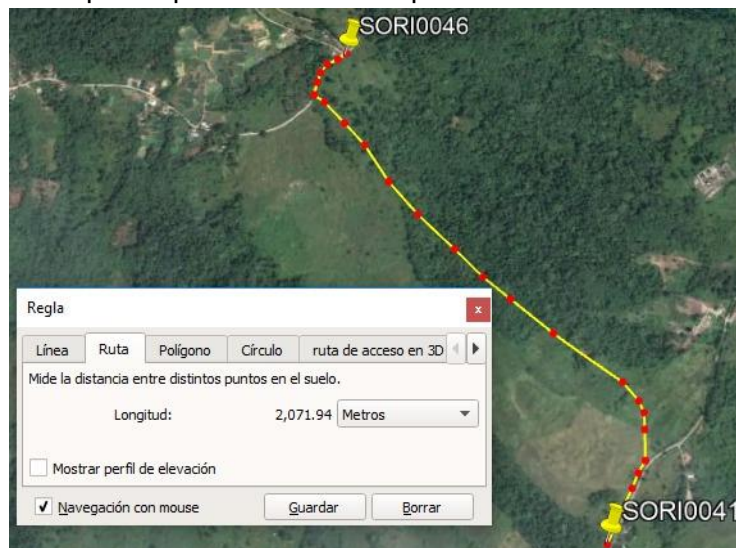 SORI0046
Regla
Línea Ruta Polígono Círculo ruta de acceso en 3D
Mide la distancia entre distintos puntos en el suelo.
Longitud: 2,071.94 Metros
Mostrar perfil de elevación
Navegación con mouse Guardar Borrar
SORI0041